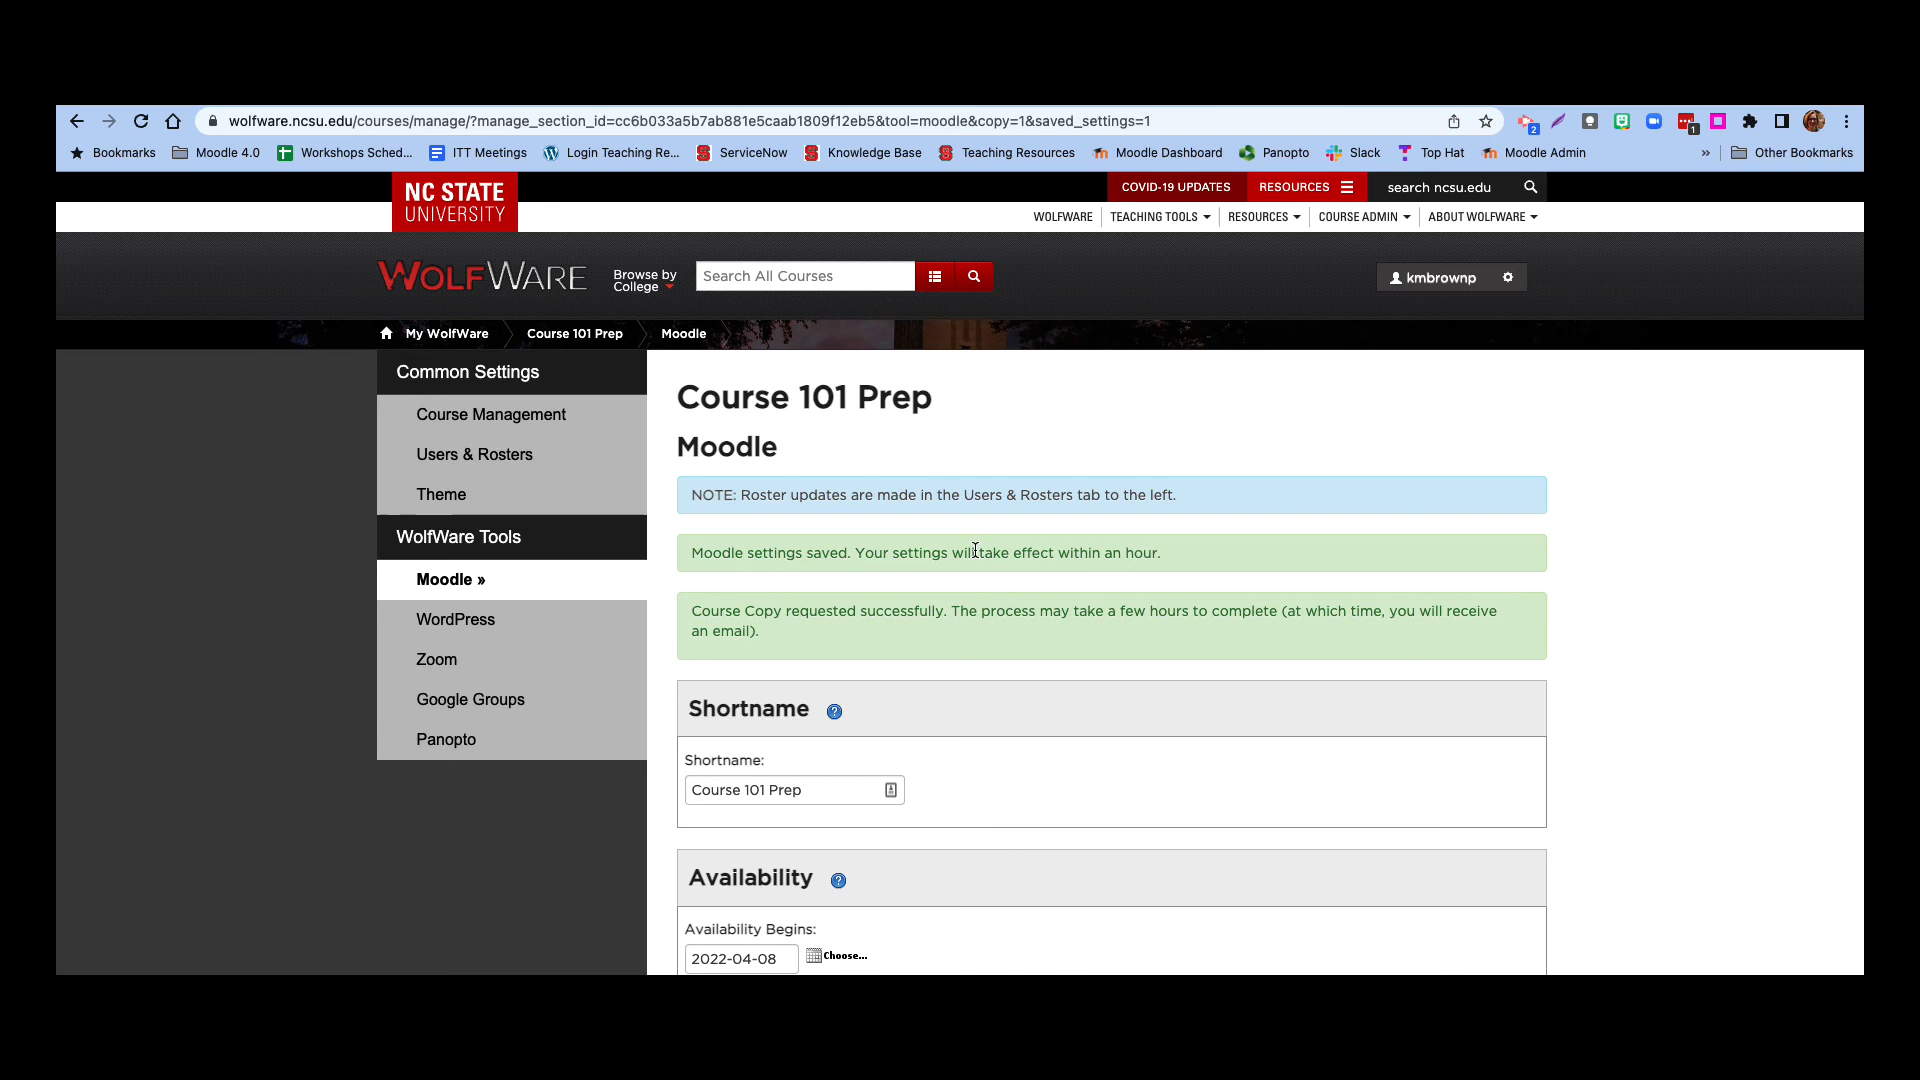 wolfware.ncsu.edu/courses/manage/?manage_section_id=cc6b033a5b7ab881e5caab1809f12eb5&tool=moodle&copy=1&saved_settings=1
2
1
Bookmarks Moodle 4.0 Workshops Sched... ITT Meetings Login Teaching Re... ServiceNow Knowledge Base Teaching Resources Moodle Dashboard Panopto Slack Top Hat Moodle Admin » Other Bookmarks
NC STATE
UNIVERSITY
COVID-19 UPDATES RESOURCES search ncsu.edu
WOLFWARE TEACHING TOOLS RESOURCES COURSE ADMIN ABOUT WOLFWARE
WOLFWARE
Browse by
College
Search All Courses
kmbrownp
My WolfWare Course 101 Prep Moodle
Common Settings
Course Management
Users & Rosters
Theme
WolfWare Tools
Moodle »
WordPress
Zoom
Google Groups
Panopto
Course 101 Prep
Moodle
NOTE: Roster updates are made in the Users & Rosters tab to the left.
Moodle settings saved. Your settings will take effect within an hour.
Course Copy requested successfully. The process may take a few hours to complete (at which time, you will receive
an email).
Shortname ?
Shortname:
Course 101 Prep
Availability ?
Availability Begins:
2022-04-08 Choose...